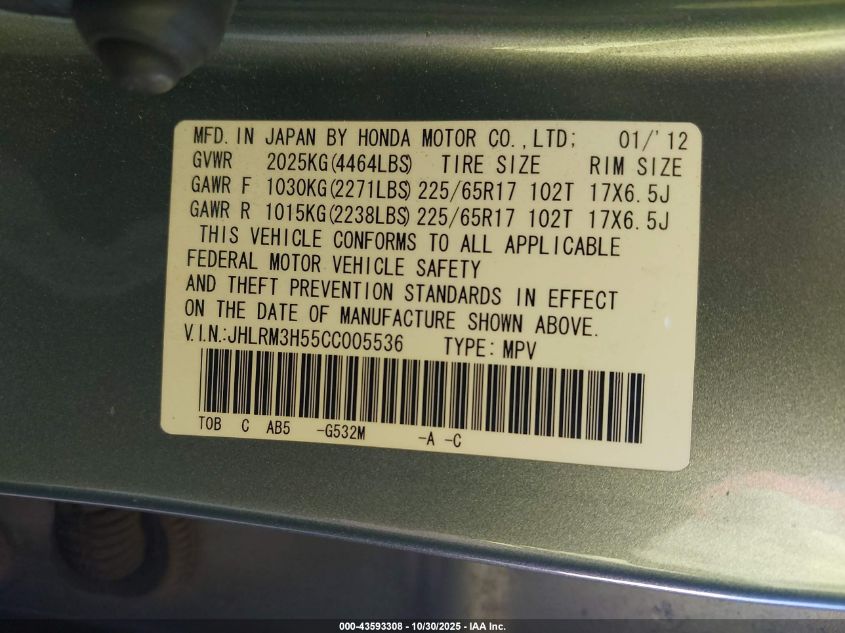 MFD. IN JAPAN BY HONDA MOTOR CO.,LTD; 01/'12
GVWR 2025KG(4464LBS) TIRE SIZE RIM SIZE
GAWR F 1030KG(2271LBS) 225/65R17 102T 17X6.5J
GAWR R 1015KG(2238LBS) 225/65R17 102T 17X6.5J
THIS VEHICLE CONFORMS TO ALL APPLICABLE
FEDERAL MOTOR VEHICLE SAFETY
AND THEFT PREVENTION STANDARDS IN EFFECT
ON THE DATE OF MANUFACTURE SHOWN ABOVE.
V.I.N.:JHLRM3H55CC005536 TYPE: MPV
TOB C AB5 -G532M -A -C
000-43593308 - 10/30/2025 - IAA Inc.